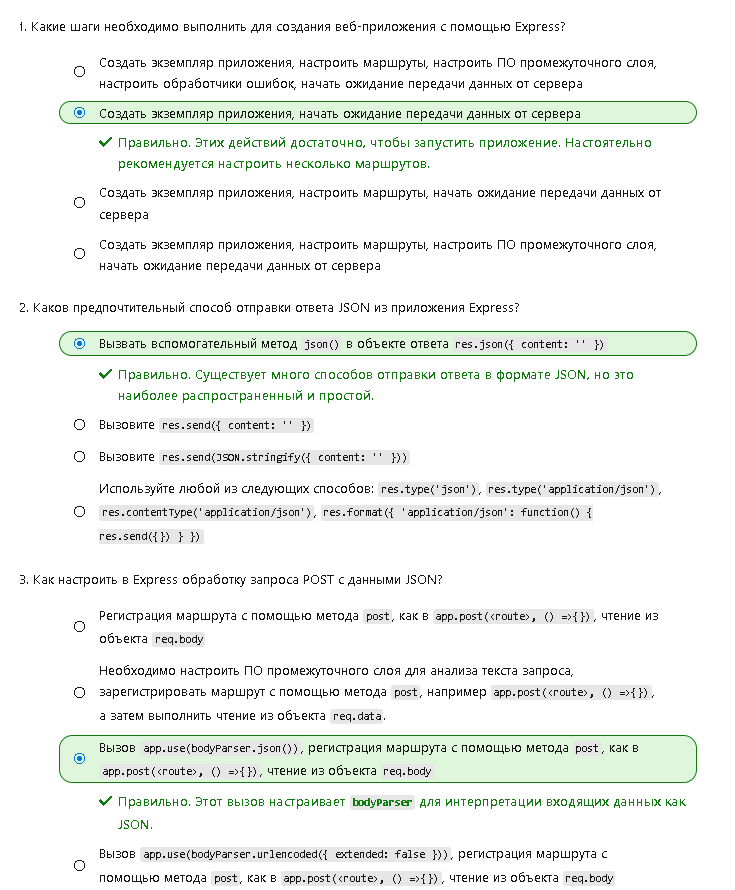 1. Какие шаги необходимо выполнить для создания веб-приложения с помощью Express?
Создать экземпляр приложения, настроить маршруты, настроить ПО промежуточного слоя,
настроить обработчики ошибок, начать ожидание передачи данных от сервера
Создать экземпляр приложения, начать ожидание передачи данных от сервера
Правильно. Этих действий достаточно, чтобы запустить приложение. Настоятельно
рекомендуется настроить несколько маршрутов.
Создать экземпляр приложения, настроить маршруты, начать ожидание передачи данных от
сервера
Создать экземпляр приложения, настроить маршруты, настроить ПО промежуточного слоя,
начать ожидание передачи данных от сервера
2. Каков предпочтительный способ отправки ответа JSON из приложения Express?
Вызвать вспомогательный метод json() в объекте ответа res.json({ content: '' })
Правильно. Существует много способов отправки ответа в формате JSON, но это
наиболее распространенный и простой.
Вызовите res.send({ content: '' })
Вызовите res.send(JSON.stringify({ content: '' }))
Используйте любой из следующих способов: res.type('json'), res.type('application/json'),
res.contentType('application/json'), res.format({ 'application/json': function() {
res.send({}) } })
3. Как настроить в Express обработку запроса POST с данными JSON?
Регистрация маршрута с помощью метода post, как в app.post(<route>, () =>{}), чтение из
объекта req.body
Необходимо настроить ПО промежуточного слоя для анализа текста запроса,
зарегистрировать маршрут с помощью метода post, например app.post(<route>, () =>{}),
а затем выполнить чтение из объекта req.data.
Вызов app.use(bodyParser.json()), регистрация маршрута с помощью метода post, как в
app.post(<route>, () =>{}), чтение из объекта req.body
Правильно. Этот вызов настраивает bodyParser для интерпретации входящих данных как
JSON.
Вызов app.use(bodyParser.urlencoded({ extended: false })), регистрация маршрута с
помощью метода post, как в app.post(<route>, () =>{}), чтение из объекта req.body